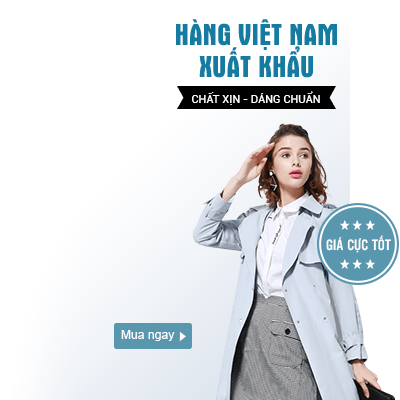 HÀNG VIỆT NAM
XUẤT KHẨU
CHẤT XỊN - DÁNG CHUẨN
GIÁ CỰC TỐT
Mua ngay